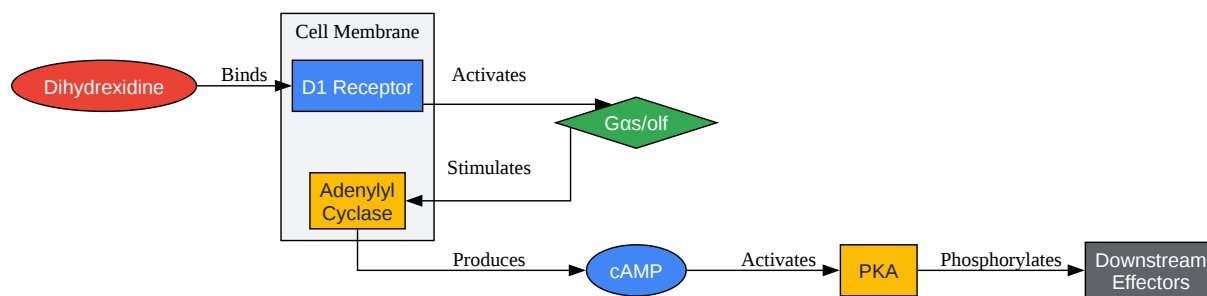 Cell Membrane
Dihydrexidine
Binds
D1 Receptor
Activates
Gαs/olf
Stimulates
Adenylyl
Cyclase
Produces
cAMP
Activates
PKA
Phosphorylates
Downstream
Effectors